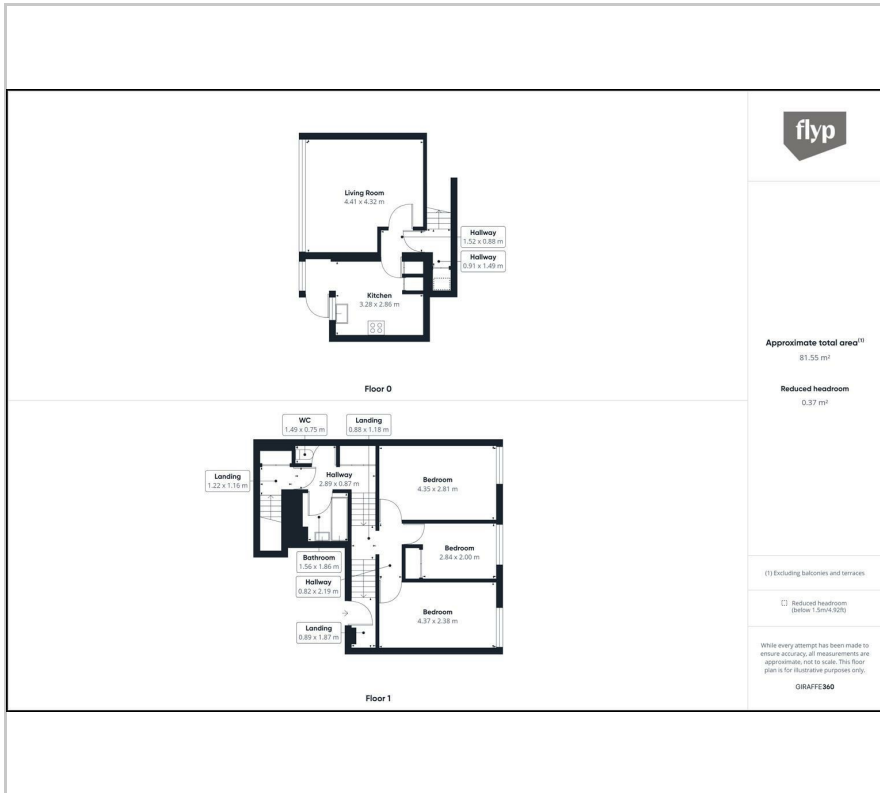 flyp
Living Room
4.41 x 4.32 m
Hallway
1.52 x 0.88 m
Hallway
0.91 x 1.49 m
Kitchen
3.28 x 2.86 m
Floor 0
Approximate total area(1)
81.55 m²
Reduced headroom
0.37 m²
WC
1.49 x 0.75 m
Landing
0.88 x 1.18 m
Landing
1.22 x 1.16 m
Hallway
2.89 x 0.87 m
Bedroom
4.35 x 2.81 m
Bedroom
2.84 x 2.00 m
Bathroom
1.56 x 1.86 m
Hallway
0.82 x 2.19 m
Bedroom
4.37 x 2.38 m
Landing
0.89 x 1.87 m
Floor 1
(1) Excluding balconies and terraces
Reduced headroom
(below 1.5m/4.92ft)
While every attempt has been made to
ensure accuracy, all measurements are
approximate, not to scale. This floor
plan is for illustrative purposes only.
GIRAFFE360